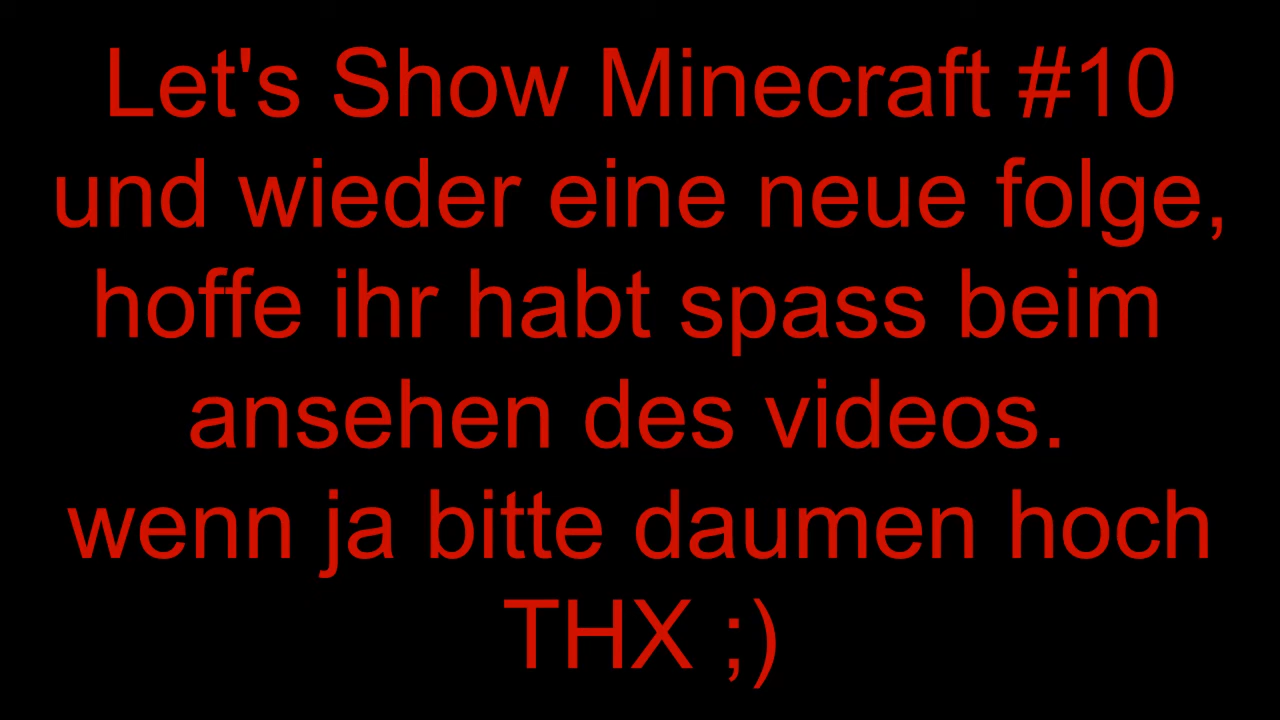 Let's Show Minecraft #10
und wieder eine neue folge,
hoffe ihr habt spass beim
ansehen des videos.
wenn ja bitte daumen hoch
THX ;)